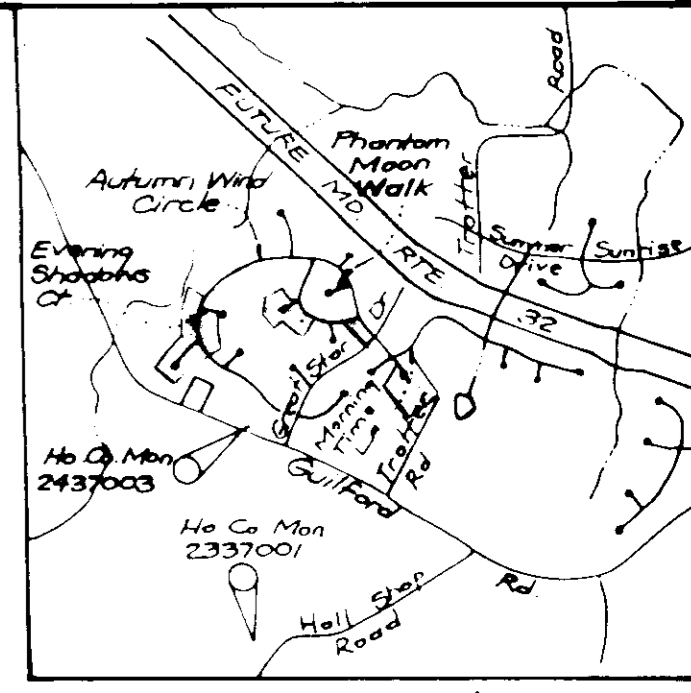 Road
FUTURE MD. RTE 32
Phantom
Moon
Walk
Trotter
Autumn Wind
Circle
Summer Sunrise
Drive
Evening
Shadows
Ct
Great Star Dr
Morning
Time
Trotter
Rd
Ho. Co. Mon
2437003
Guilford
Rd
Ho Co Mon
2337001
Hall Shop
Road